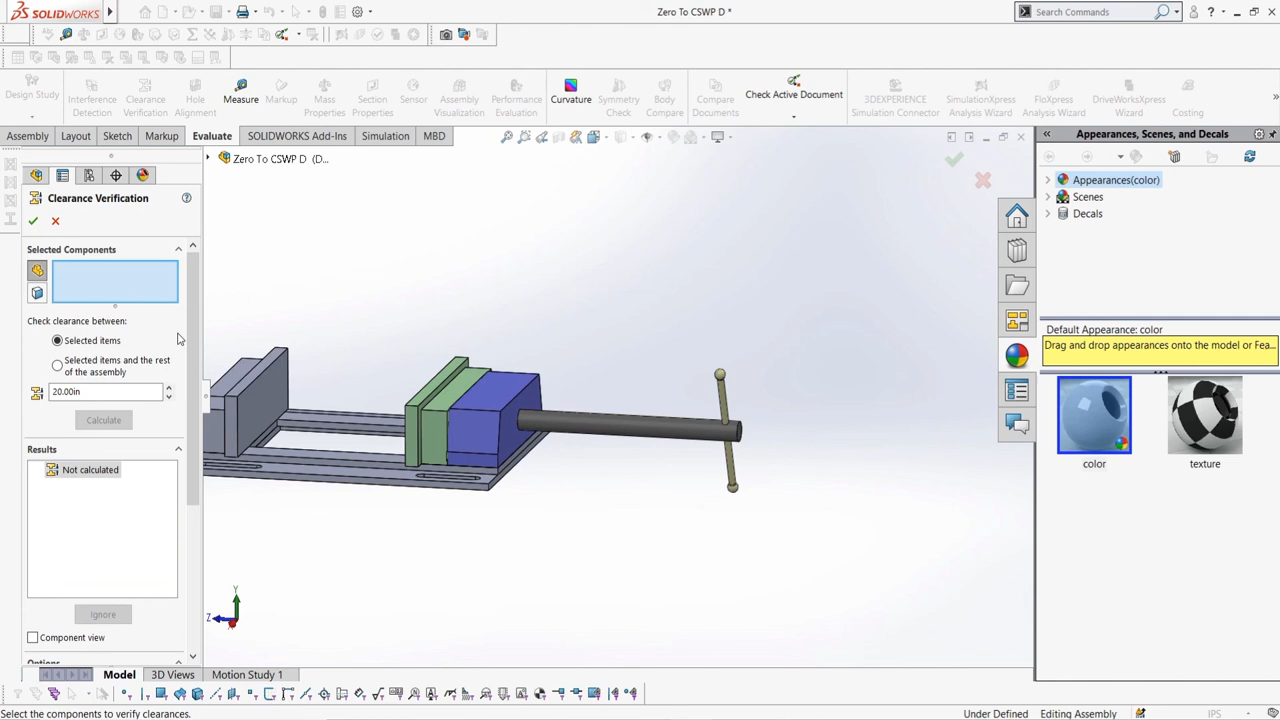 SOLIDWORKS
Zero To CSWP D *
Search Commands
Design Study
Interference Detection
Clearance Verification
Hole Alignment
Measure
Markup
Mass Properties
Section Properties
Sensor
Assembly Visualization
Performance Evaluation
Curvature
Symmetry Check
Body Compare
Compare Documents
Check Active Document
3DEXPERIENCE Simulation Connector
SimulationXpress Analysis Wizard
FloXpress Analysis Wizard
DriveWorksXpress Wizard
Costing
Assembly
Layout
Sketch
Markup
Evaluate
SOLIDWORKS Add-Ins
Simulation
MBD
Zero To CSWP D (D...
Clearance Verification
Selected Components
Check clearance between:
Selected items
Selected items and the rest
of the assembly
20.00in
Calculate
Results
Not calculated
Ignore
Component view
Options
Y
Z
Appearances, Scenes, and Decals
Appearances(color)
Scenes
Decals
Default Appearance: color
Drag and drop appearances onto the model or Fea...
color
texture
Model
3D Views
Motion Study 1
Select the components to verify clearances.
Under Defined
Editing Assembly
IPS